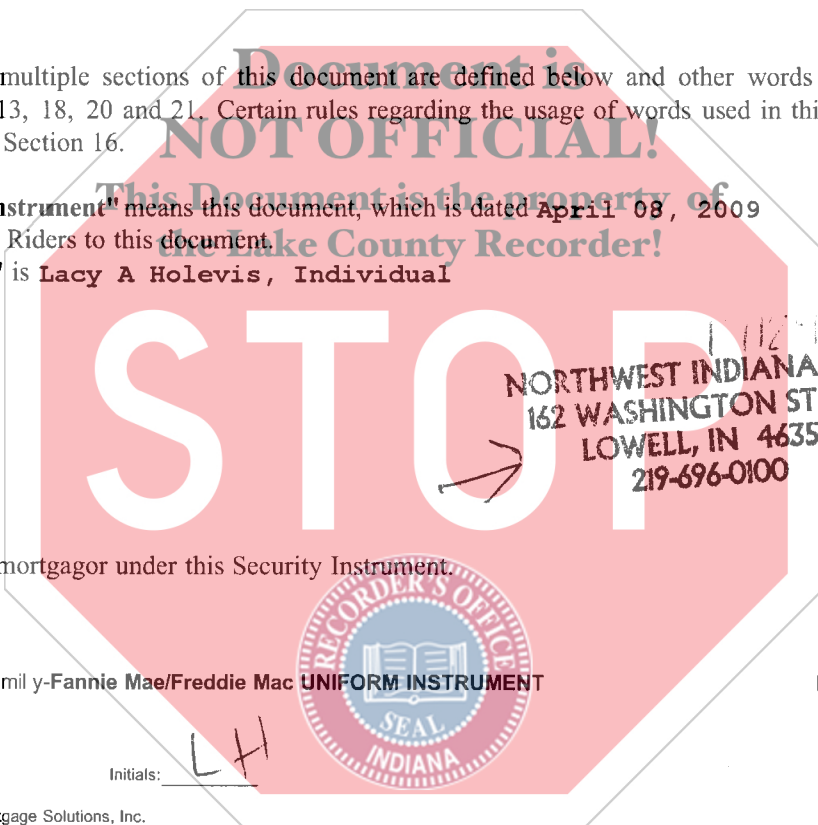 Document is
multiple sections of this document are defined below and other words
13, 18, 20 and 21. Certain rules regarding the usage of words used in thi
Section 16.
NOT OFFICIAL!
This Document is the property of
nstrument" means this document, which is dated April 08, 2009
Riders to this document.
the Lake County Recorder!
" is Lacy A Holevis, Individual
STOP
NORTHWEST INDIANA
162 WASHINGTON ST
LOWELL, IN 4635
219-696-0100
mortgagor under this Security Instrument.
RECORDER'S OFFICE
SEAL
INDIANA
mil y-Fannie Mae/Freddie Mac UNIFORM INSTRUMENT
Initials: LH
gage Solutions, Inc.